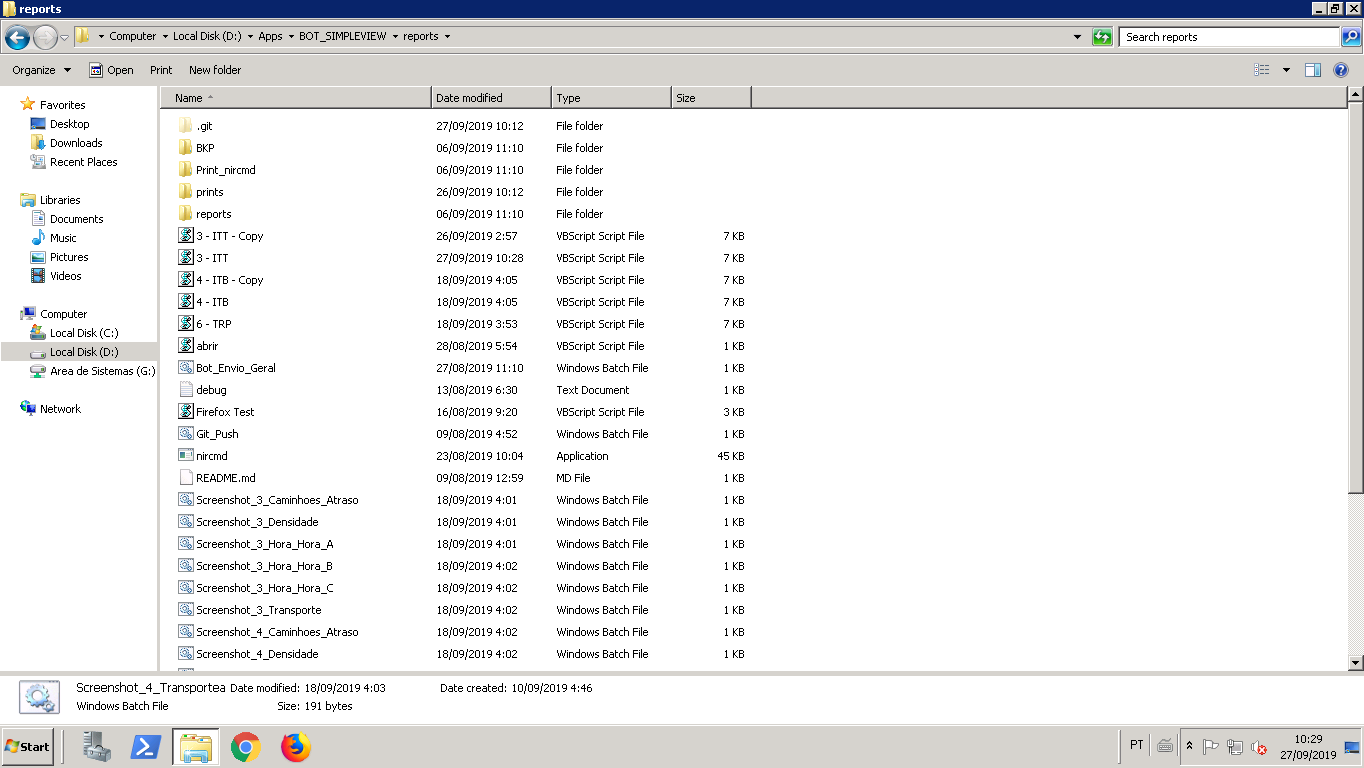 reports
Computer Local Disk (D:) Apps BOT_SIMPLEVIEW reports
Search reports
Organize Open Print New folder
Favorites
Desktop
Downloads
Recent Places
Libraries
Documents
Music
Pictures
Videos
Computer
Local Disk (C:)
Local Disk (D:)
Area de Sistemas (G:)
Network
Name Date modified Type Size
.git 27/09/2019 10:12 File folder
BKP 06/09/2019 11:10 File folder
Print_nircmd 06/09/2019 11:10 File folder
prints 26/09/2019 10:12 File folder
reports 06/09/2019 11:10 File folder
3 - ITT - Copy 26/09/2019 2:57 VBScript Script File 7 KB
3 - ITT 27/09/2019 10:28 VBScript Script File 7 KB
4 - ITB - Copy 18/09/2019 4:05 VBScript Script File 7 KB
4 - ITB 18/09/2019 4:05 VBScript Script File 7 KB
6 - TRP 18/09/2019 3:53 VBScript Script File 7 KB
abrir 28/08/2019 5:54 VBScript Script File 1 KB
Bot_Envio_Geral 27/08/2019 11:10 Windows Batch File 1 KB
debug 13/08/2019 6:30 Text Document 1 KB
Firefox Test 16/08/2019 9:20 VBScript Script File 3 KB
Git_Push 09/08/2019 4:52 Windows Batch File 1 KB
nircmd 23/08/2019 10:04 Application 45 KB
README.md 09/08/2019 12:59 MD File 1 KB
Screenshot_3_Caminhoes_Atraso 18/09/2019 4:01 Windows Batch File 1 KB
Screenshot_3_Densidade 18/09/2019 4:01 Windows Batch File 1 KB
Screenshot_3_Hora_Hora_A 18/09/2019 4:01 Windows Batch File 1 KB
Screenshot_3_Hora_Hora_B 18/09/2019 4:02 Windows Batch File 1 KB
Screenshot_3_Hora_Hora_C 18/09/2019 4:02 Windows Batch File 1 KB
Screenshot_3_Transporte 18/09/2019 4:02 Windows Batch File 1 KB
Screenshot_4_Caminhoes_Atraso 18/09/2019 4:02 Windows Batch File 1 KB
Screenshot_4_Densidade 18/09/2019 4:02 Windows Batch File 1 KB
Screenshot_4_Transportea Date modified: 18/09/2019 4:03 Date created: 10/09/2019 4:46
Windows Batch File Size: 191 bytes
Start
PT
10:29
27/09/2019